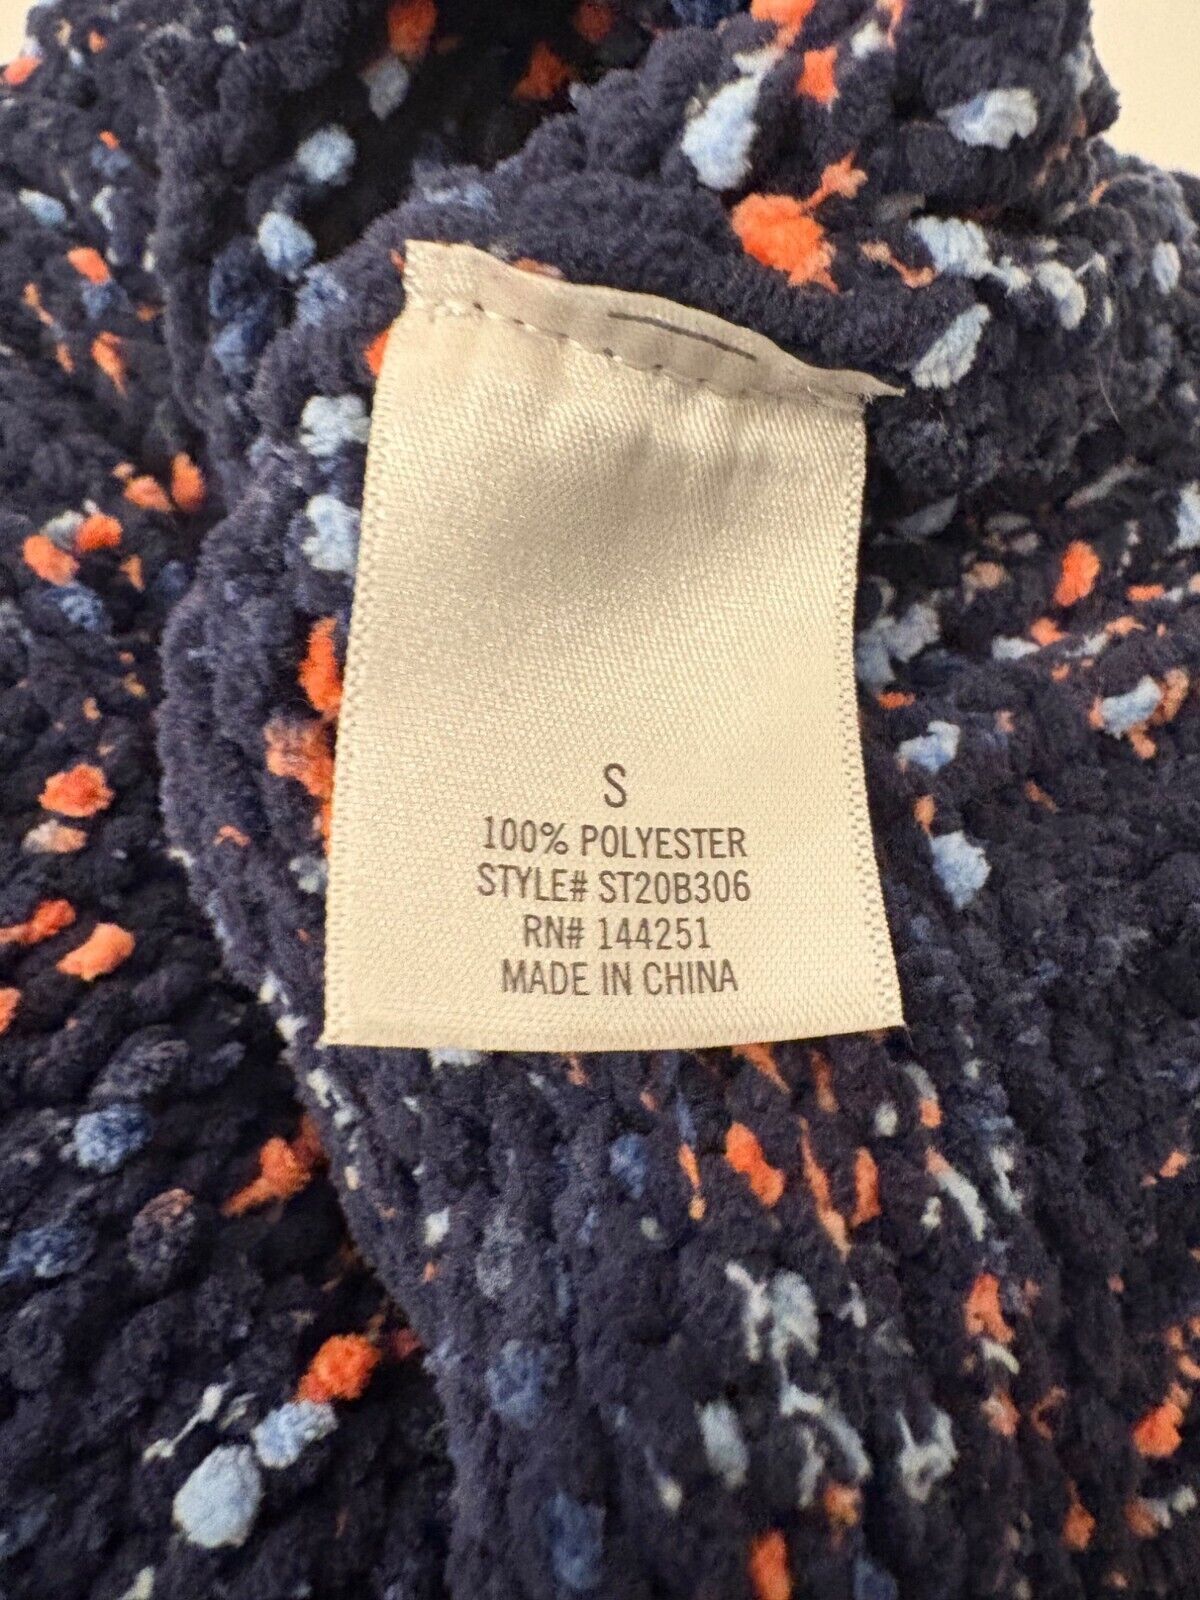 S
100% POLYESTER
STYLE# ST20B306
RN# 144251
MADE IN CHINA